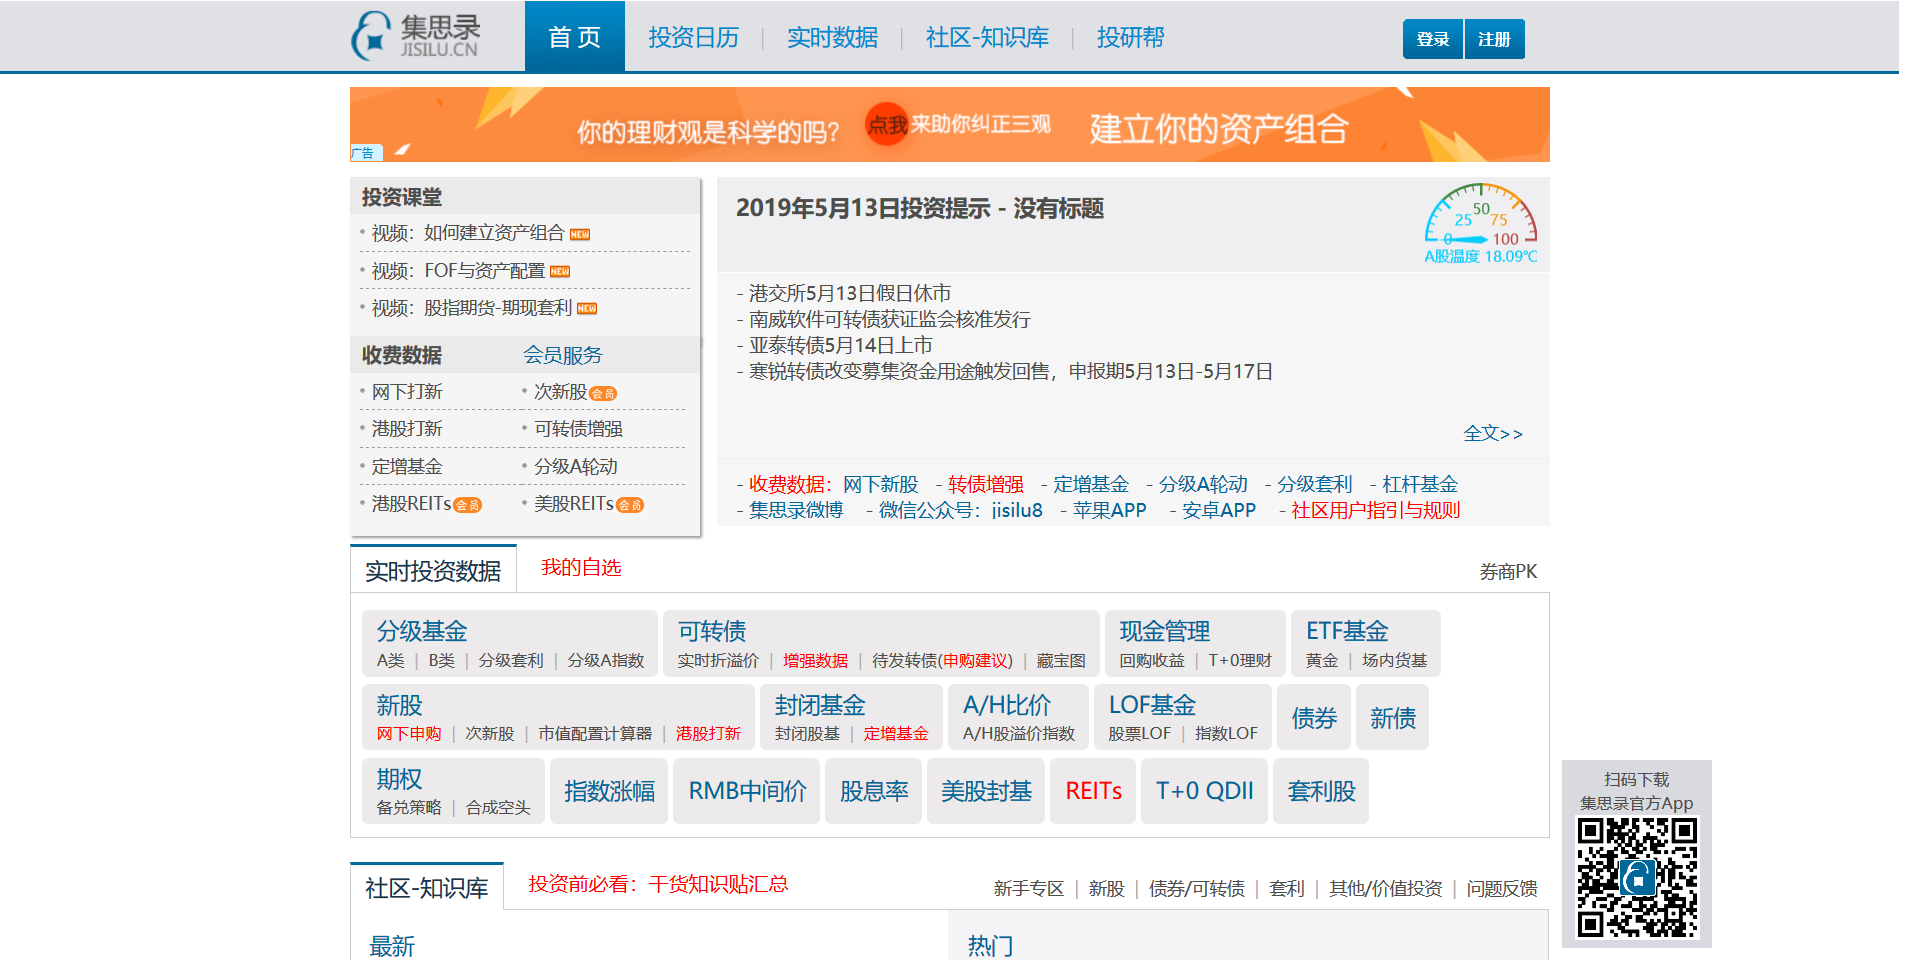 集思录
JISILU.CN
首 页
投资日历 | 实时数据 | 社区-知识库 | 投研帮
登录 注册
你的理财观是科学的吗? 点我 来助你纠正三观 建立你的资产组合
广告
投资课堂
• 视频：如何建立资产组合 NEW
• 视频：FOF与资产配置 NEW
• 视频：股指期货-期现套利 NEW
收费数据 会员服务
• 网下打新 • 次新股 会员
• 港股打新 • 可转债增强
• 定增基金 • 分级A轮动
• 港股REITs 会员 • 美股REITs 会员
2019年5月13日投资提示 - 没有标题
0 25 50 75 100
A股温度 18.09℃
- 港交所5月13日假日休市
- 南威软件可转债获证监会核准发行
- 亚泰转债5月14日上市
- 寒锐转债改变募集资金用途触发回售，申报期5月13日-5月17日
全文>>
- 收费数据：网下新股 - 转债增强 - 定增基金 - 分级A轮动 - 分级套利 - 杠杆基金
- 集思录微博 - 微信公众号：jisilu8 - 苹果APP - 安卓APP - 社区用户指引与规则
实时投资数据 我的自选 券商PK
分级基金
A类 | B类 | 分级套利 | 分级A指数
可转债
实时折溢价 | 增强数据 | 待发转债(申购建议) | 藏宝图
现金管理
回购收益 | T+0理财
ETF基金
黄金 | 场内货基
新股
网下申购 | 次新股 | 市值配置计算器 | 港股打新
封闭基金
封闭股基 | 定增基金
A/H比价
A/H股溢价指数
LOF基金
股票LOF | 指数LOF
债券
新债
期权
备兑策略 | 合成空头
指数涨幅
RMB中间价
股息率
美股封基
REITs
T+0 QDII
套利股
扫码下载
集思录官方App
社区-知识库 投资前必看：干货知识贴汇总
新手专区 | 新股 | 债券/可转债 | 套利 | 其他/价值投资 | 问题反馈
最新
热门